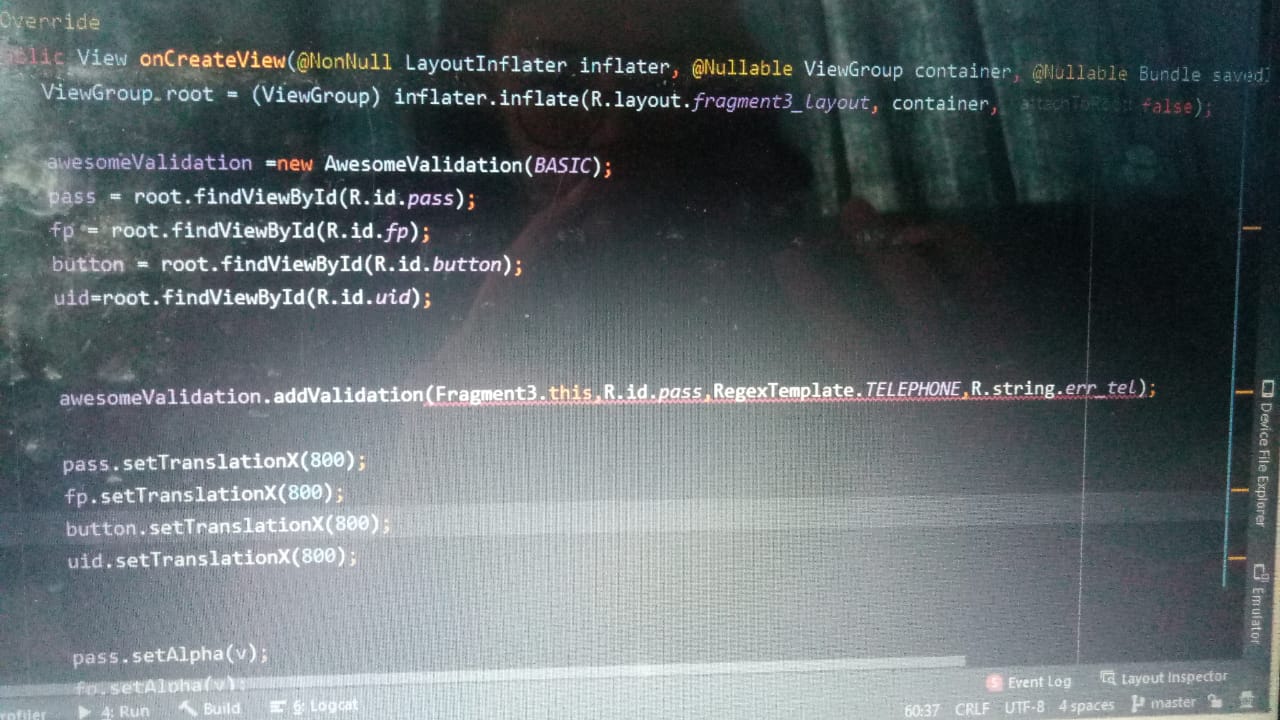 Override
public View onCreateView(@NonNull LayoutInflater inflater, @Nullable ViewGroup container, @Nullable Bundle saved
ViewGroup root = (ViewGroup) inflater.inflate(R.layout.fragment3_layout, container, attachToRoot: false);
awesomeValidation =new AwesomeValidation(BASIC);
pass = root.findViewById(R.id.pass);
fp = root.findViewById(R.id.fp);
button = root.findViewById(R.id.button);
uid=root.findViewById(R.id.uid);
awesomeValidation.addValidation(Fragment3.this,R.id.pass,RegexTemplate.TELEPHONE,R.string.err_tel);
pass.setTranslationX(800);
fp.setTranslationX(800);
button.setTranslationX(800);
uid.setTranslationX(800);
pass.setAlpha(v);
fp.setAlpha(v);
Device File Explorer
Emulator
5 Event Log Layout Inspector
rofiler 4: Run Build 6: Logcat
60:37 CRLF UTF-8 4 spaces master